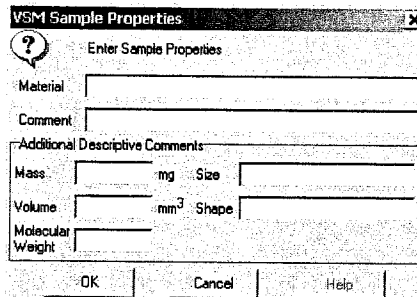 VSM Sample Properties
Enter Sample Properties
Material
Comment
Additional Descriptive Comments
Mass mg Size
Volume mm³ Shape
Molecular
Weight
OK Cancel Help